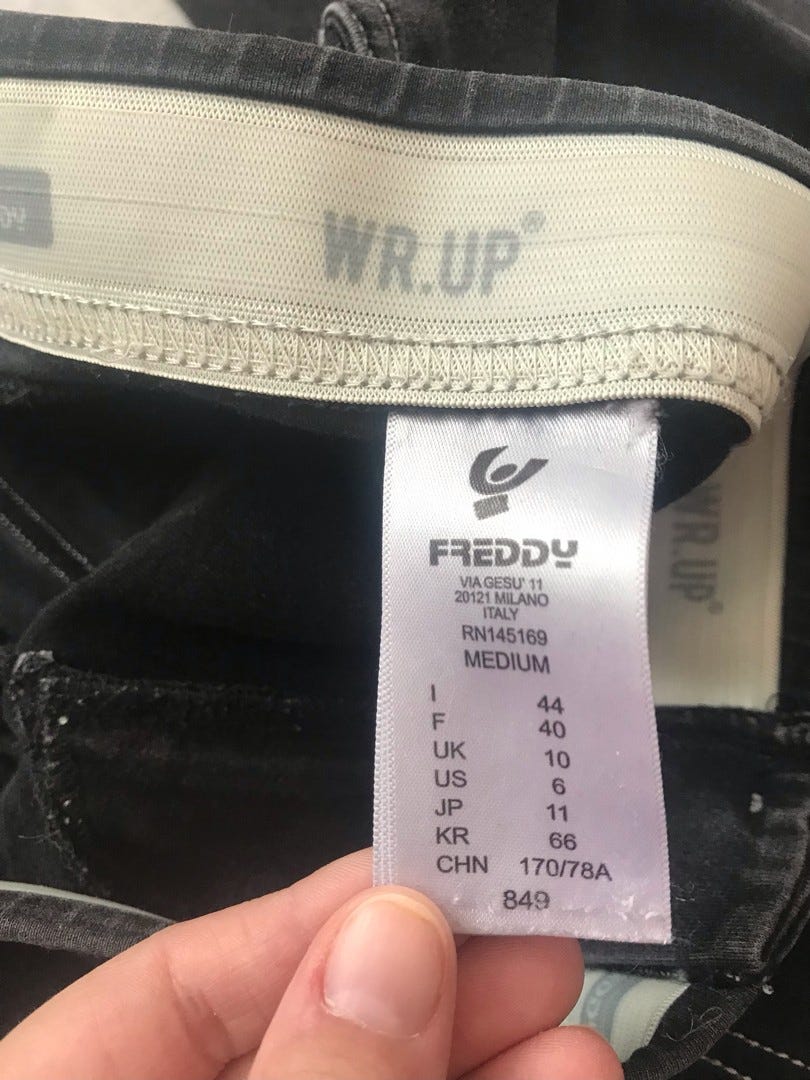 WR.UP®
FREDDY
VIA GESU' 11
20121 MILANO
ITALY
RN145169
MEDIUM
I 44
F 40
UK 10
US 6
JP 11
KR 66
CHN 170/78A
849
WR.UP®